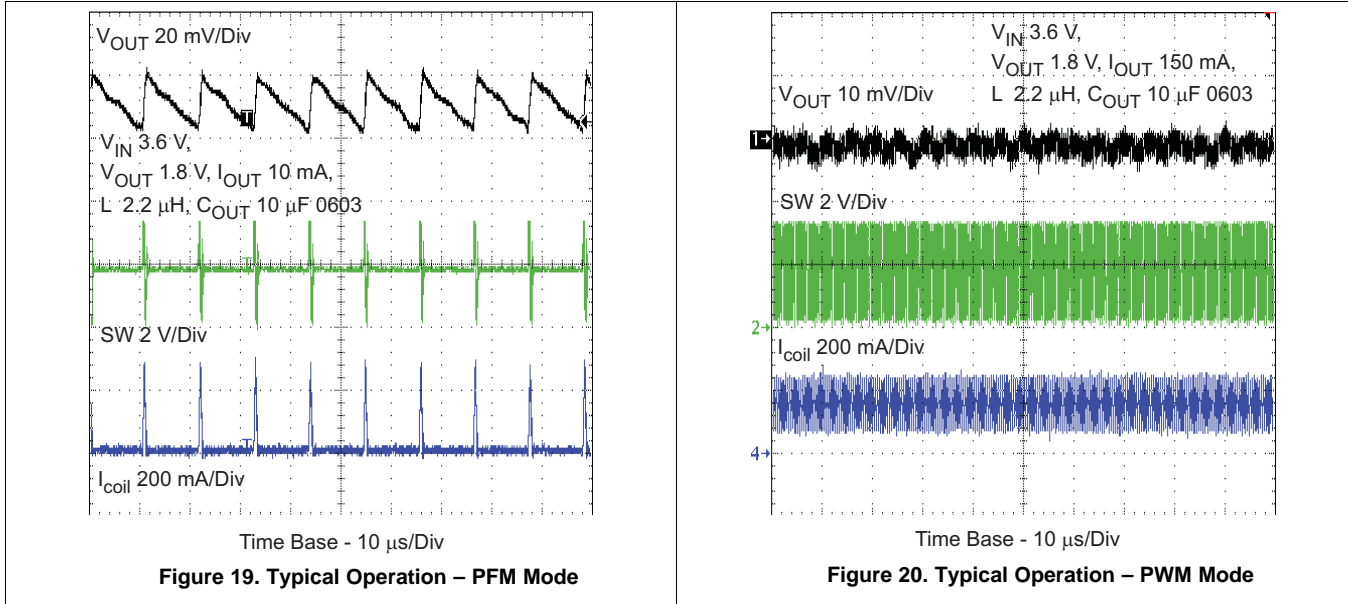 VOUT 20 mV/Div
T
VIN 3.6 V,
VOUT 1.8 V, IOUT 10 mA,
L 2.2 μH, COUT 10 μF 0603
T
SW 2 V/Div
T
Icoil 200 mA/Div
Time Base - 10 μs/Div
Figure 19. Typical Operation – PFM Mode
VIN 3.6 V,
VOUT 1.8 V, IOUT 150 mA,
VOUT 10 mV/Div
L 2.2 μH, COUT 10 μF 0603
1
SW 2 V/Div
2
Icoil 200 mA/Div
4
Time Base - 10 μs/Div
Figure 20. Typical Operation – PWM Mode